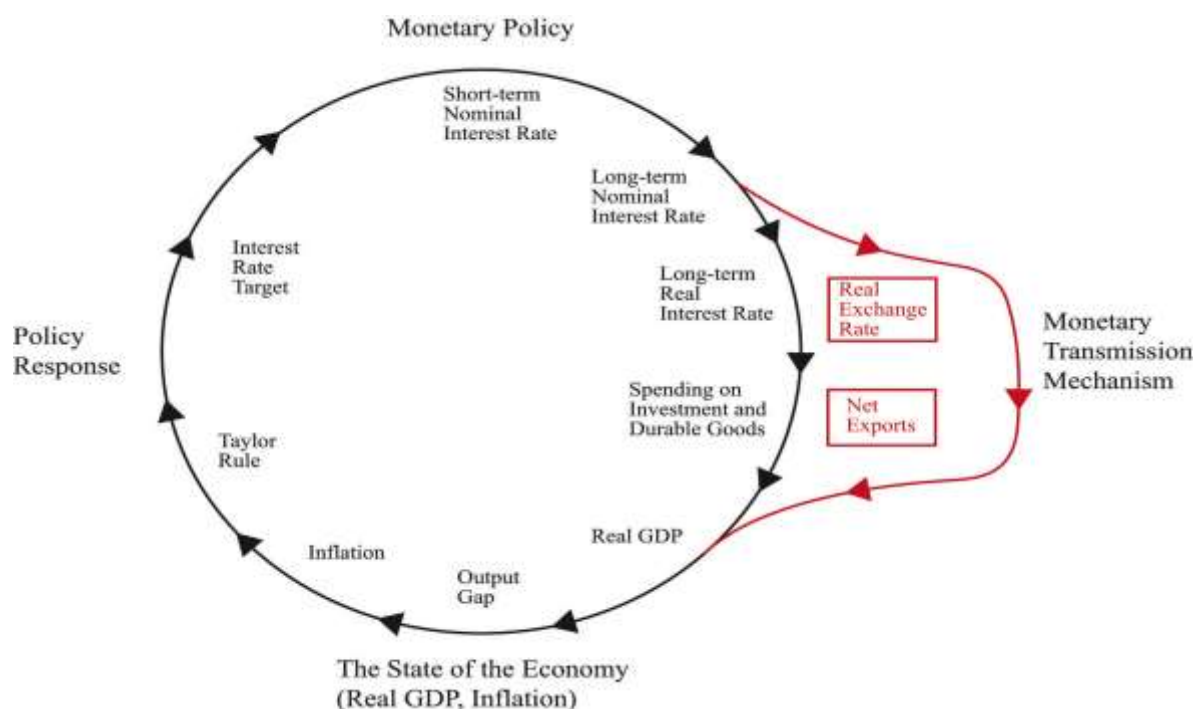 Monetary Policy
Short-term
Nominal
Interest Rate
Long-term
Nominal
Interest Rate
Long-term
Real
Interest Rate
Real
Exchange
Rate
Monetary
Transmission
Mechanism
Spending on
Investment and
Durable Goods
Net
Exports
Real GDP
Output
Gap
The State of the Economy
(Real GDP, Inflation)
Inflation
Taylor
Rule
Policy
Response
Interest
Rate
Target